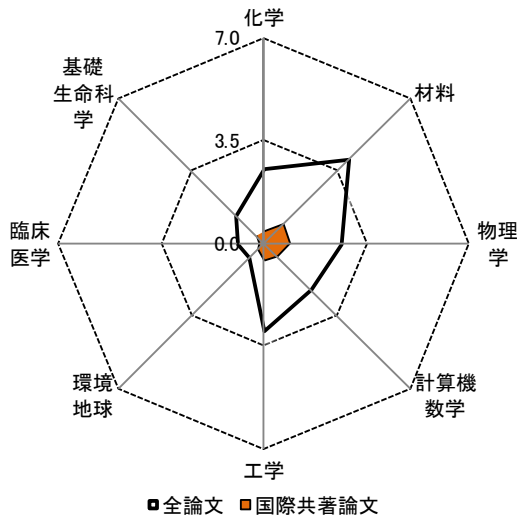 化学
7.0
基礎
生命科
学
材料
3.5
臨床
医学
0.0
物理
学
環境
地球
計算機
数学
工学
全論文 国際共著論文